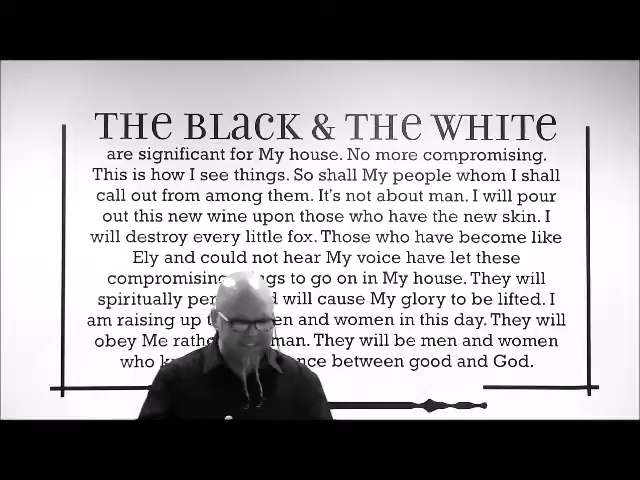 THE BLACK & THE WHITE
are significant for My house. No more compromising.
This is how I see things. So shall My people whom I shall
call out from among them. It's not about man. I will pour
out this new wine upon those who have the new skin. I
will destroy every little fox. Those who have become like
Ely and could not hear My voice have let these
compromising to go on in My house. They will
spiritually will cause My glory to be lifted. I
am raising up and women in this day. They will
obey Me man. They will be men and women
who between good and God.